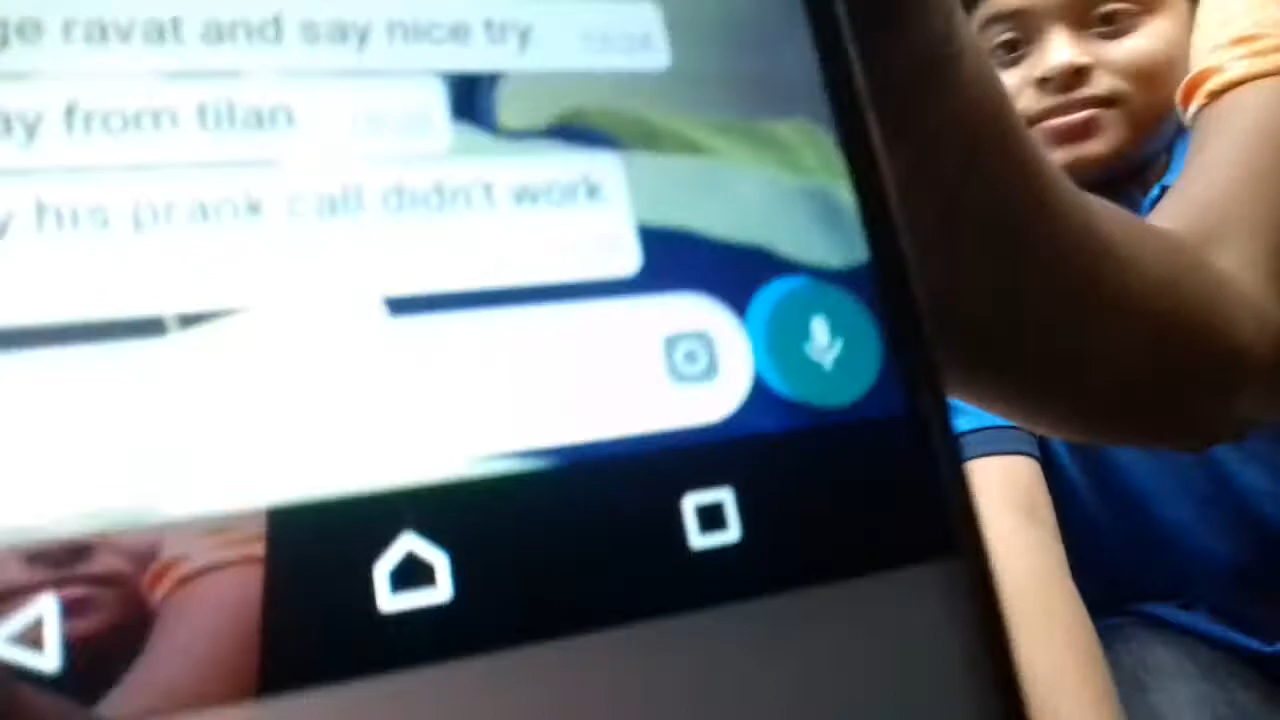 ravat and say nice try
from tilan
his prank call didn't work